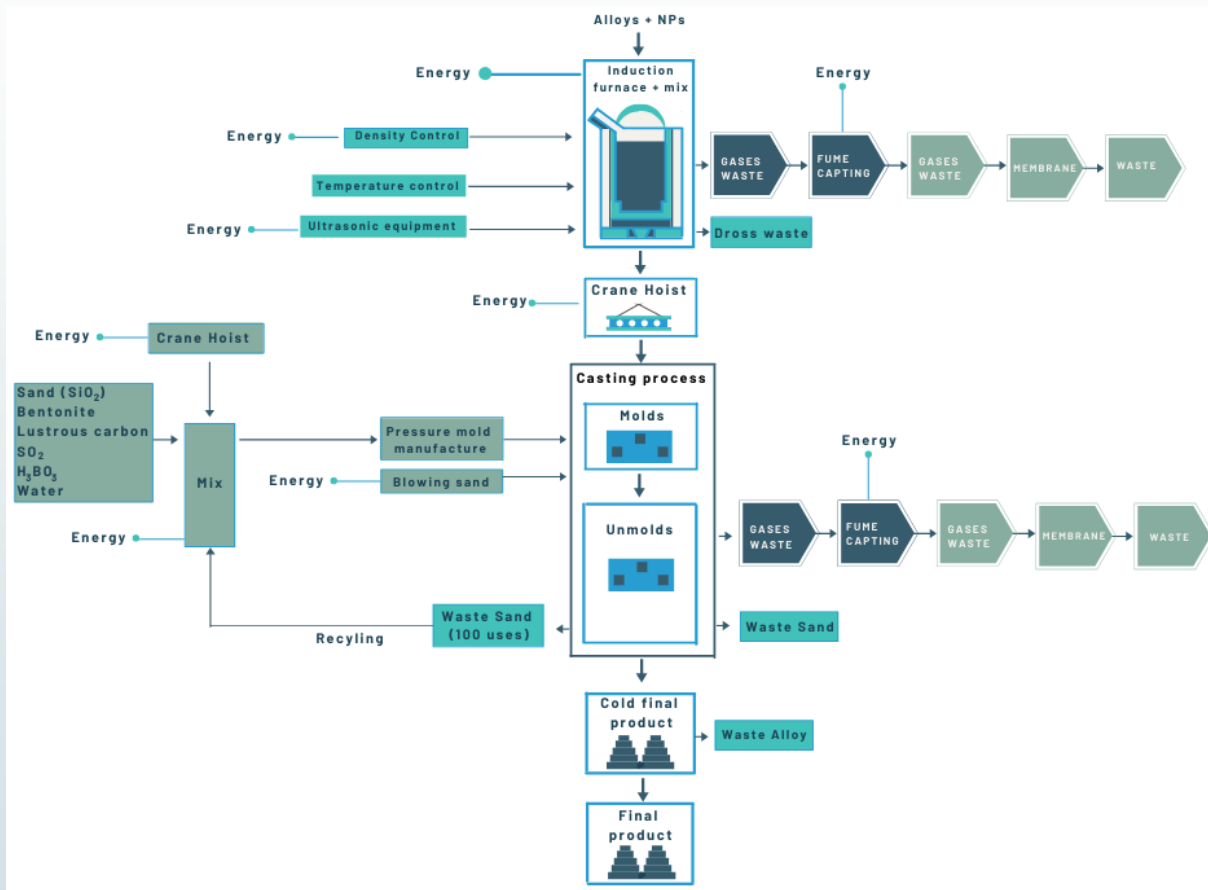 Alloys + NPs
Energy
Induction
furnace + mix
Energy
Energy
Density Control
Temperature control
Energy
Ultrasonic equipment
GASES
WASTE
FUME
CAPTING
GASES
WASTE
MEMBRANE
WASTE
Dross waste
Energy
Crane Hoist
Energy
Crane Hoist
Sand (SiO₂)
Bentonite
Lustrous carbon
SO₂
H₃BO₃
Water
Mix
Energy
Pressure mold
manufacture
Energy
Blowing sand
Casting process
Molds
Unmolds
Energy
GASES
WASTE
FUME
CAPTING
GASES
WASTE
MEMBRANE
WASTE
Waste Sand
(100 uses)
Recyling
Waste Sand
Cold final
product
Waste Alloy
Final
product